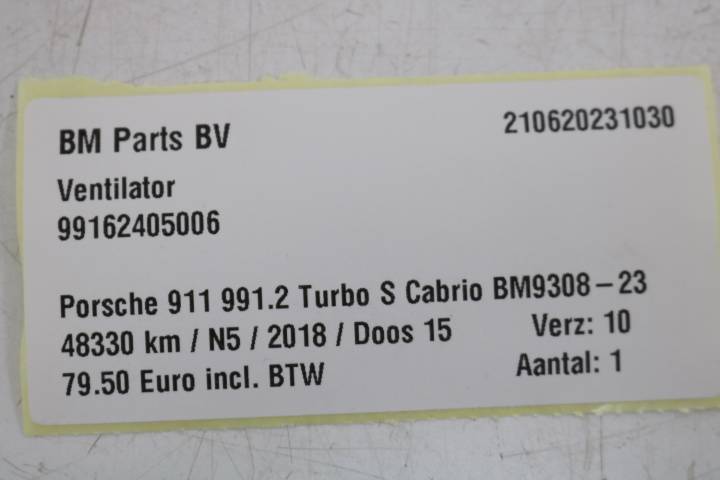 BM Parts BV 210620231030
Ventilator
99162405006
Porsche 911 991.2 Turbo S Cabrio BM9308-23
48330 km / N5 / 2018 / Doos 15 Verz: 10
79.50 Euro incl. BTW Aantal: 1